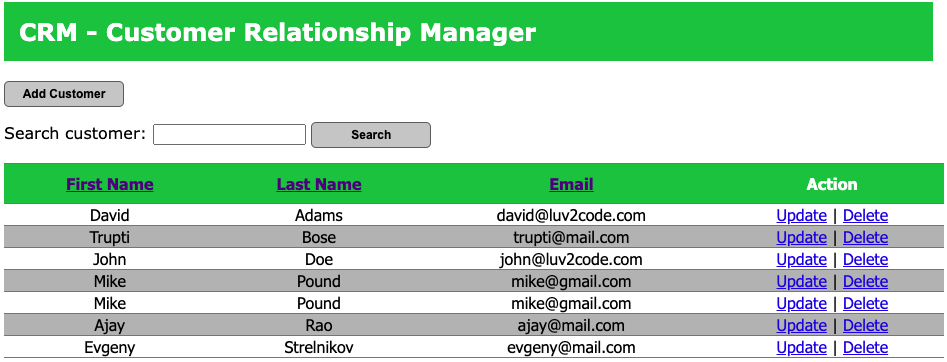 CRM - Customer Relationship Manager
Add Customer
Search customer: Search
First Name Last Name Email Action
David Adams david@luv2code.com Update | Delete
Trupti Bose trupti@mail.com Update | Delete
John Doe john@luv2code.com Update | Delete
Mike Pound mike@gmail.com Update | Delete
Mike Pound mike@gmail.com Update | Delete
Ajay Rao ajay@mail.com Update | Delete
Evgeny Strelnikov evgeny@mail.com Update | Delete